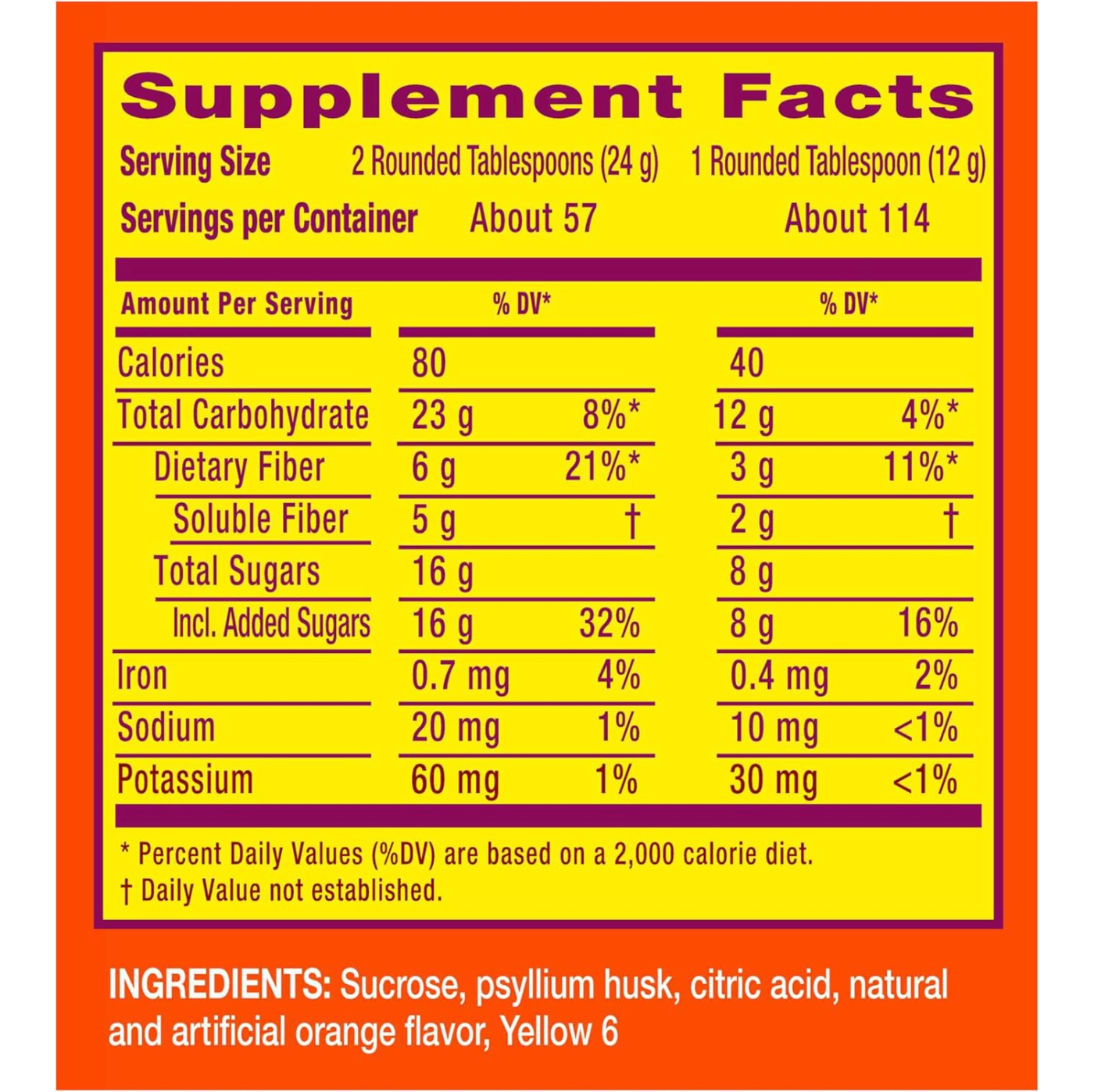 Supplement Facts
Serving Size 2 Rounded Tablespoons (24 g) 1 Rounded Tablespoon (12 g)
Servings per Container About 57 About 114
Amount Per Serving % DV* % DV*
Calories 80 40
Total Carbohydrate 23 g 8%* 12 g 4%*
Dietary Fiber 6 g 21%* 3 g 11%*
Soluble Fiber 5 g † 2 g †
Total Sugars 16 g 8 g
Incl. Added Sugars 16 g 32% 8 g 16%
Iron 0.7 mg 4% 0.4 mg 2%
Sodium 20 mg 1% 10 mg <1%
Potassium 60 mg 1% 30 mg <1%
* Percent Daily Values (%DV) are based on a 2,000 calorie diet.
† Daily Value not established.
INGREDIENTS: Sucrose, psyllium husk, citric acid, natural
and artificial orange flavor, Yellow 6